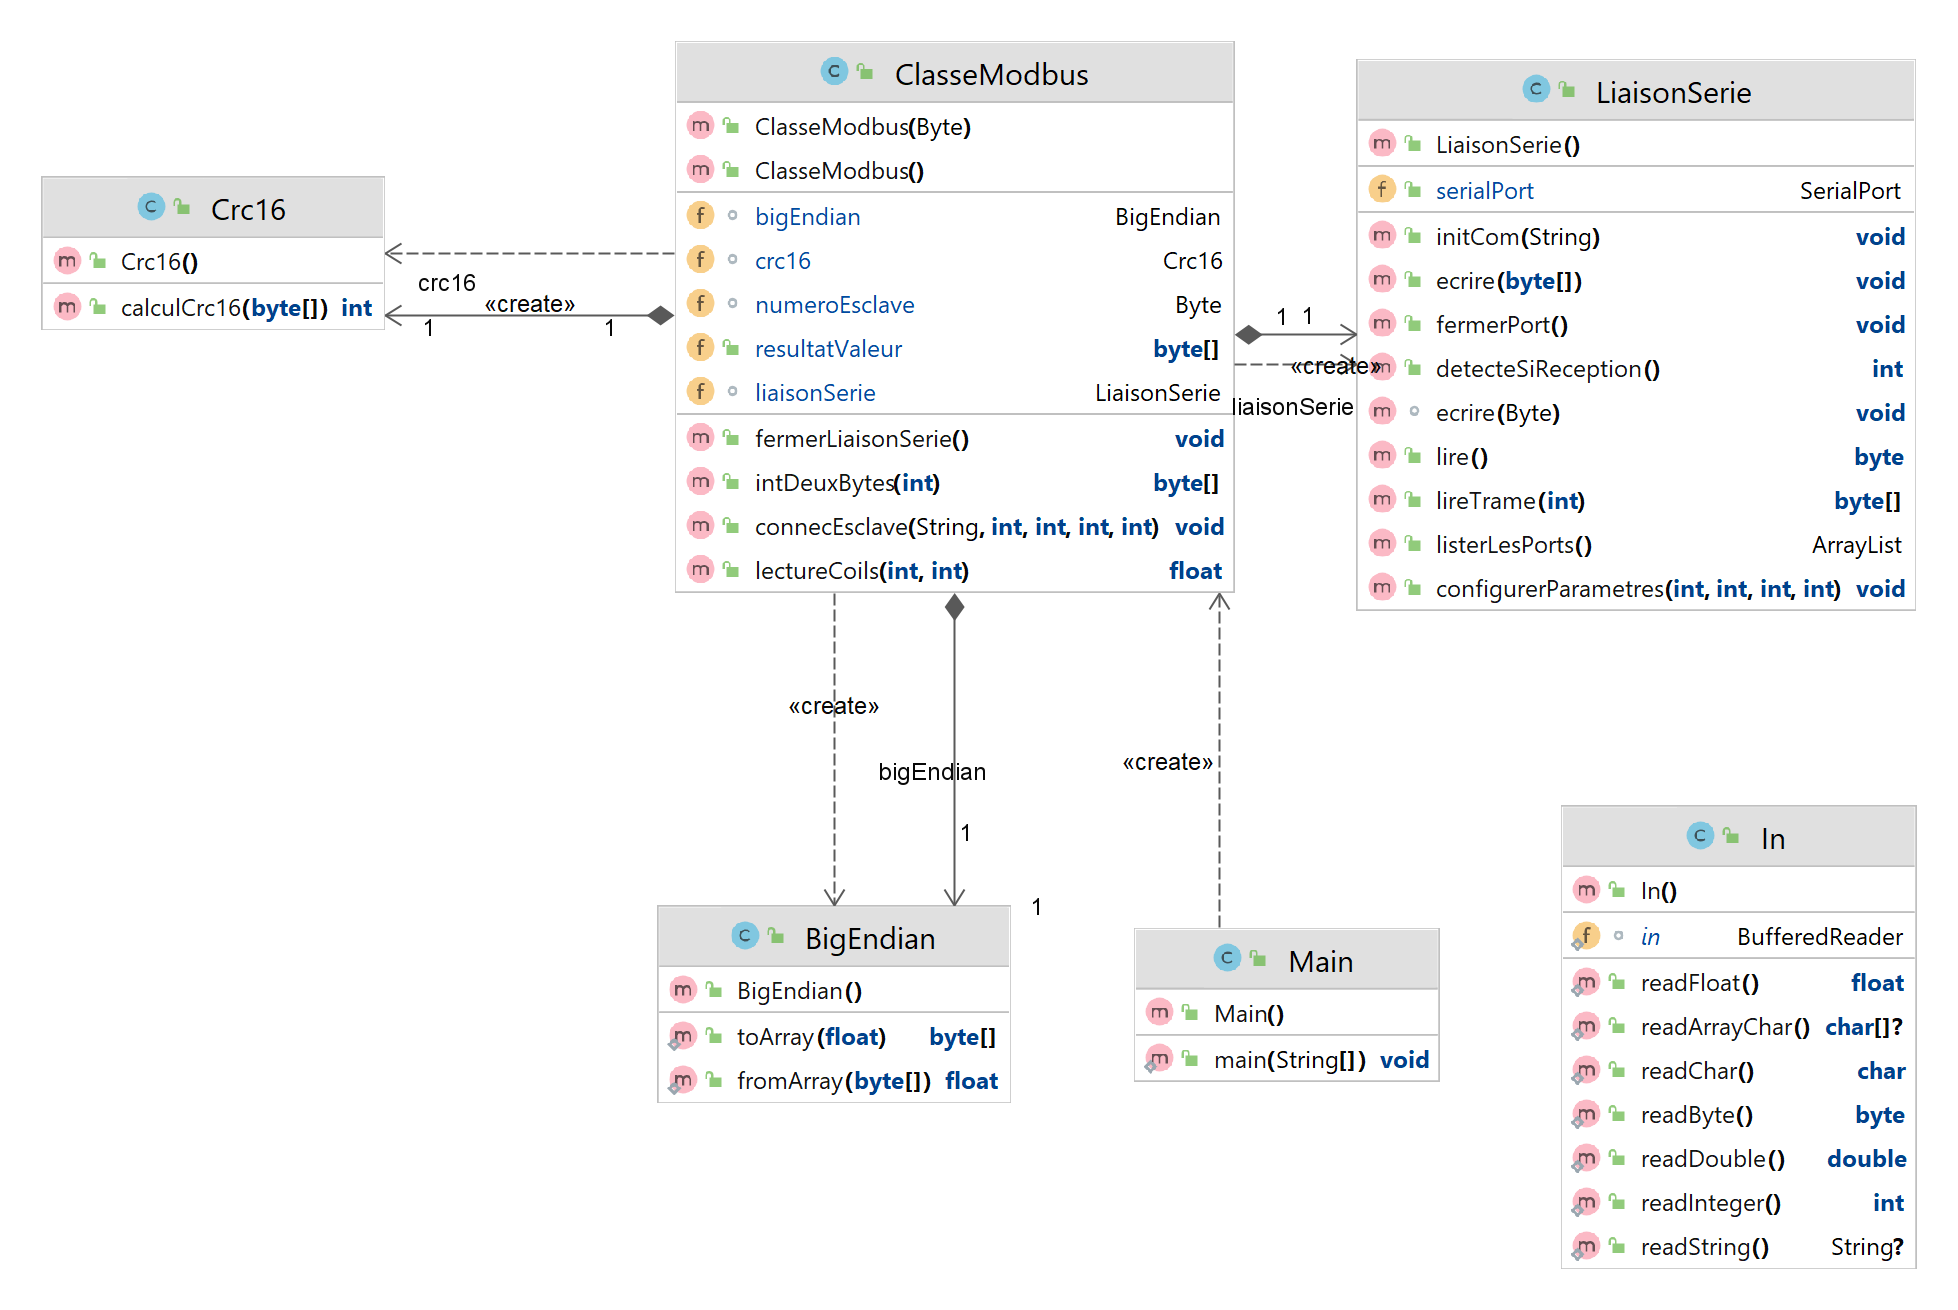 ClasseModbus
ClasseModbus(Byte)
ClasseModbus()
bigEndian BigEndian
crc16 Crc16
numeroEsclave Byte
resultatValeur byte[]
liaisonSerie LiaisonSerie
fermerLiaisonSerie() void
intDeuxBytes(int) byte[]
connecEsclave(String, int, int, int, int) void
lectureCoils(int, int) float
LiaisonSerie
LiaisonSerie()
serialPort SerialPort
initCom(String) void
ecrire(byte[]) void
fermerPort() void
detecteSiReception() int
ecrire(Byte) void
lire() byte
lireTrame(int) byte[]
listerLesPorts() ArrayList
configurerParametres(int, int, int, int) void
Crc16
Crc16()
calculCrc16(byte[]) int
crc16
«create»
1 1
1 1
«create»
liaisonSerie
«create»
bigEndian
1
1
«create»
BigEndian
BigEndian()
toArray(float) byte[]
fromArray(byte[]) float
Main
Main()
main(String[]) void
In
In()
in BufferedReader
readFloat() float
readArrayChar() char[]?
readChar() char
readByte() byte
readDouble() double
readInteger() int
readString() String?